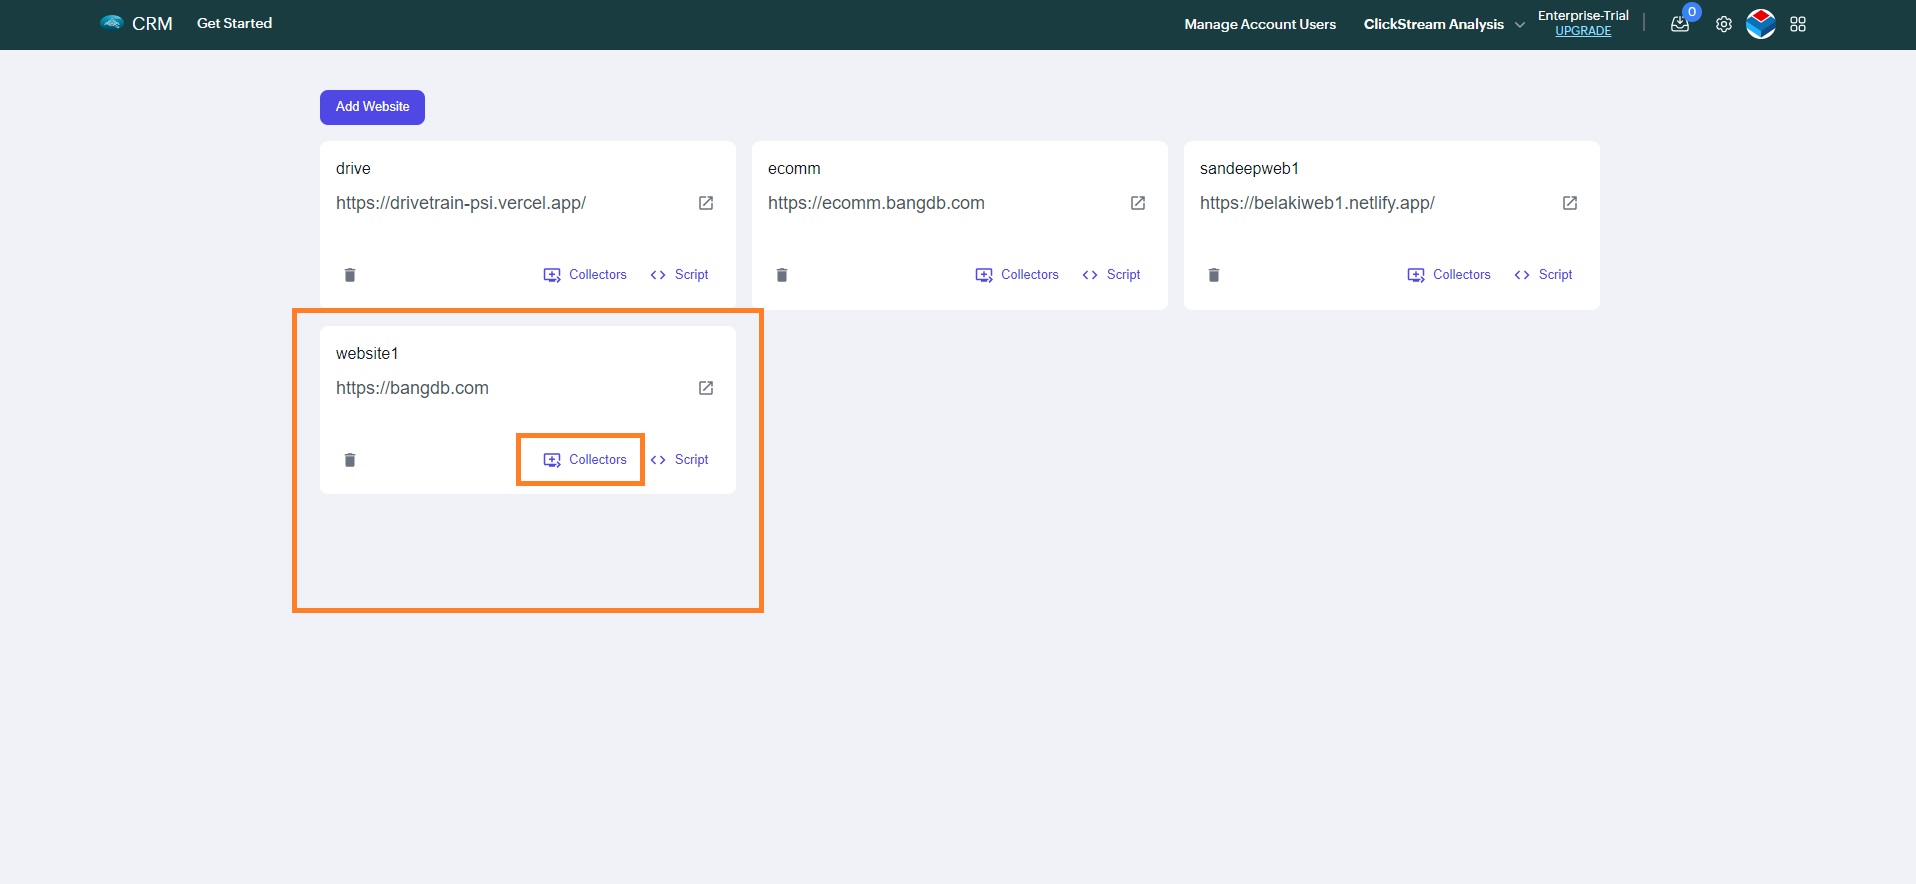 CRM Get Started Manage Account Users ClickStream Analysis Enterprise-Trial 0
UPGRADE
Add Website
drive
https://drivetrain-psi.vercel.app/
Collectors <> Script
ecomm
https://ecomm.bangdb.com
Collectors <> Script
sandeepweb1
https://belakiweb1.netlify.app/
Collectors <> Script
website1
https://bangdb.com
Collectors <> Script